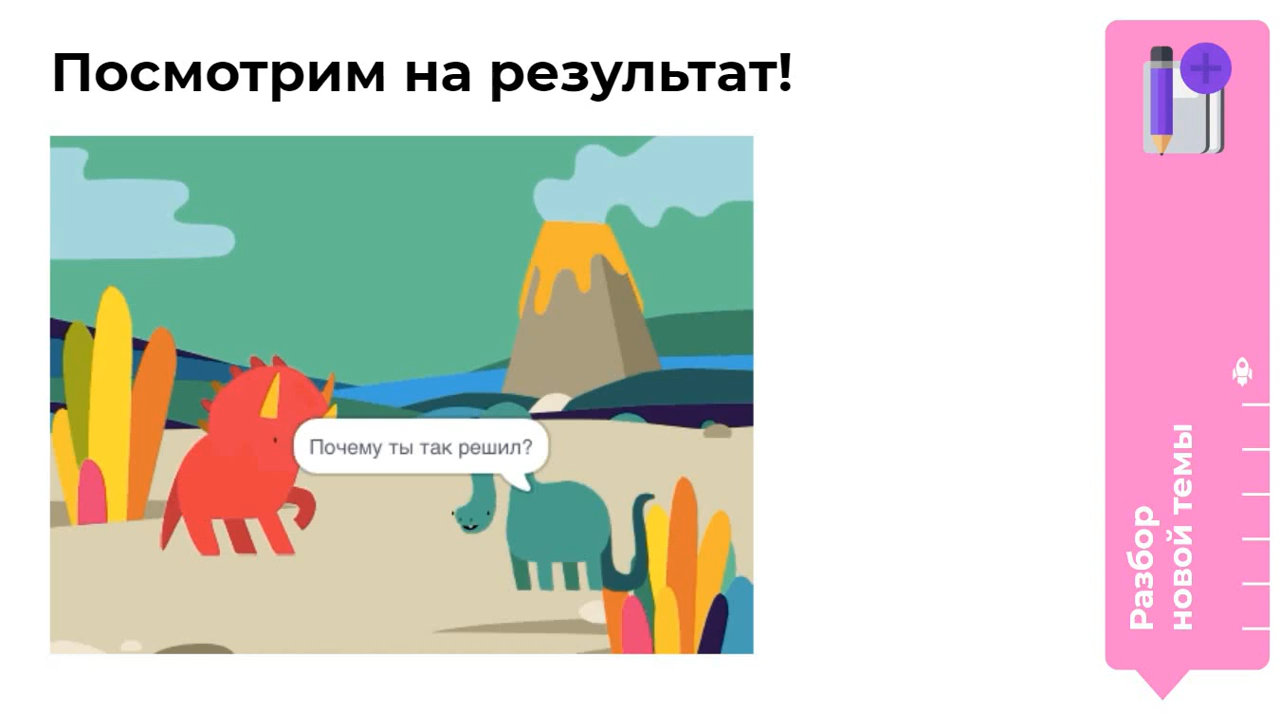 Посмотрим на результат!
Почему ты так решил?
Разбор
новой темы